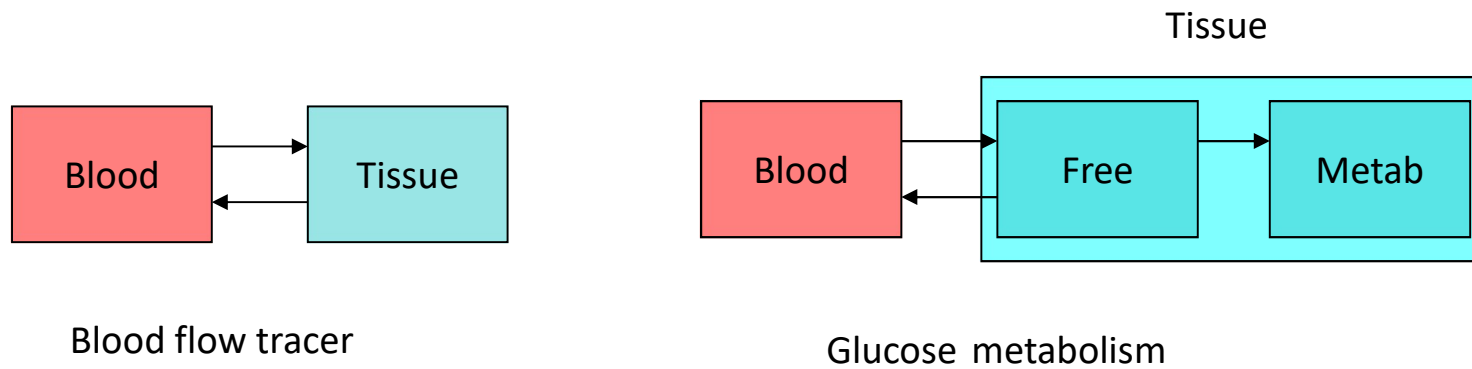 Blood
Tissue
Blood flow tracer
Tissue
Blood
Free
Metab
Glucose metabolism